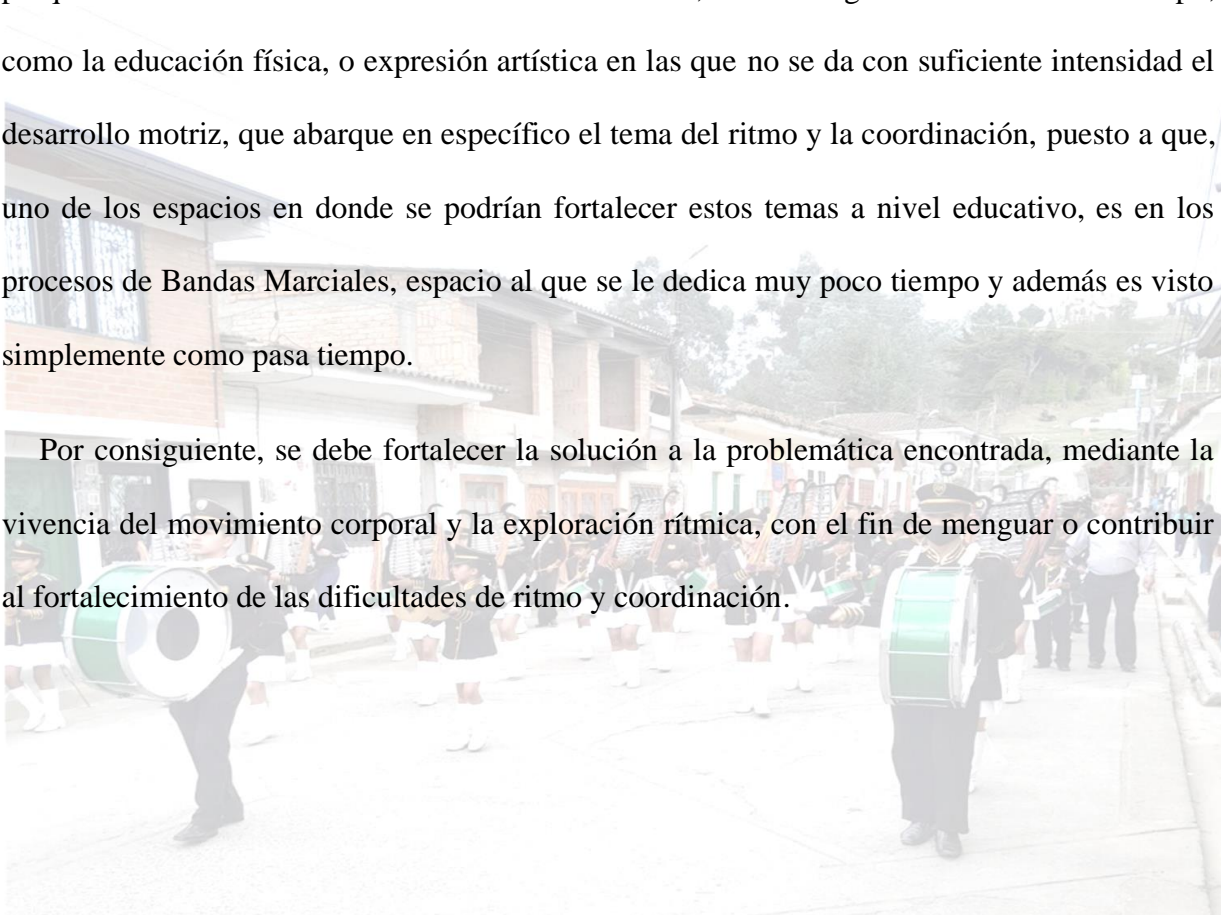 como la educación física, o expresión artística en las que no se da con suficiente intensidad el
desarrollo motriz, que abarque en específico el tema del ritmo y la coordinación, puesto a que,
uno de los espacios en donde se podrían fortalecer estos temas a nivel educativo, es en los
procesos de Bandas Marciales, espacio al que se le dedica muy poco tiempo y además es visto
simplemente como pasa tiempo.
Por consiguiente, se debe fortalecer la solución a la problemática encontrada, mediante la
vivencia del movimiento corporal y la exploración rítmica, con el fin de menguar o contribuir
al fortalecimiento de las dificultades de ritmo y coordinación.